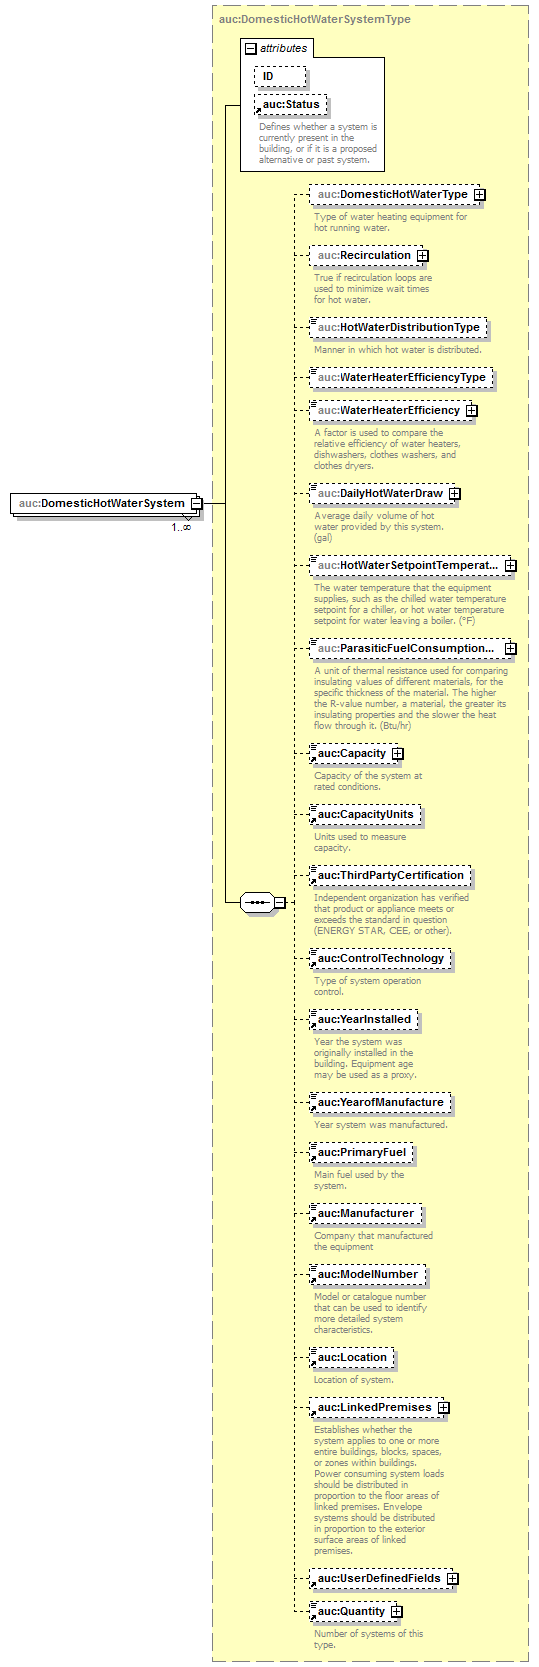 auc:DomesticHotWaterSystemType
attributes
ID
auc:Status
Defines whether a system is
currently present in the
building, or if it is a proposed
alternative or past system.
auc:DomesticHotWaterType
Type of water heating equipment for
hot running water.
auc:Recirculation
True if recirculation loops are
used to minimize wait times
for hot water.
auc:HotWaterDistributionType
Manner in which hot water is distributed.
auc:WaterHeaterEfficiencyType
auc:WaterHeaterEfficiency
A factor is used to compare the
relative efficiency of water heaters,
dishwashers, clothes washers, and
clothes dryers.
auc:DomesticHotWaterSystem
1..∞
auc:DailyHotWaterDraw
Average daily volume of hot
water provided by this system.
(gal)
auc:HotWaterSetpointTemperat...
The water temperature that the equipment
supplies, such as the chilled water temperature
setpoint for a chiller, or hot water temperature
setpoint for water leaving a boiler. (°F)
auc:ParasiticFuelConsumption...
A unit of thermal resistance used for comparing
insulating values of different materials, for the
specific thickness of the material. The higher
the R-value number, a material, the greater its
insulating properties and the slower the heat
flow through it. (Btu/hr)
auc:Capacity
Capacity of the system at
rated conditions.
auc:CapacityUnits
Units used to measure
capacity.
auc:ThirdPartyCertification
Independent organization has verified
that product or appliance meets or
exceeds the standard in question
(ENERGY STAR, CEE, or other).
auc:ControlTechnology
Type of system operation
control.
auc:YearInstalled
Year the system was
originally installed in the
building. Equipment age
may be used as a proxy.
auc:YearofManufacture
Year system was manufactured.
auc:PrimaryFuel
Main fuel used by the
system.
auc:Manufacturer
Company that manufactured
the equipment
auc:ModelNumber
Model or catalogue number
that can be used to identify
more detailed system
characteristics.
auc:Location
Location of system.
auc:LinkedPremises
Establishes whether the
system applies to one or more
entire buildings, blocks, spaces,
or zones within buildings.
Power consuming system loads
should be distributed in
proportion to the floor areas of
linked premises. Envelope
systems should be distributed
in proportion to the exterior
surface areas of linked
premises.
auc:UserDefinedFields
auc:Quantity
Number of systems of this
type.